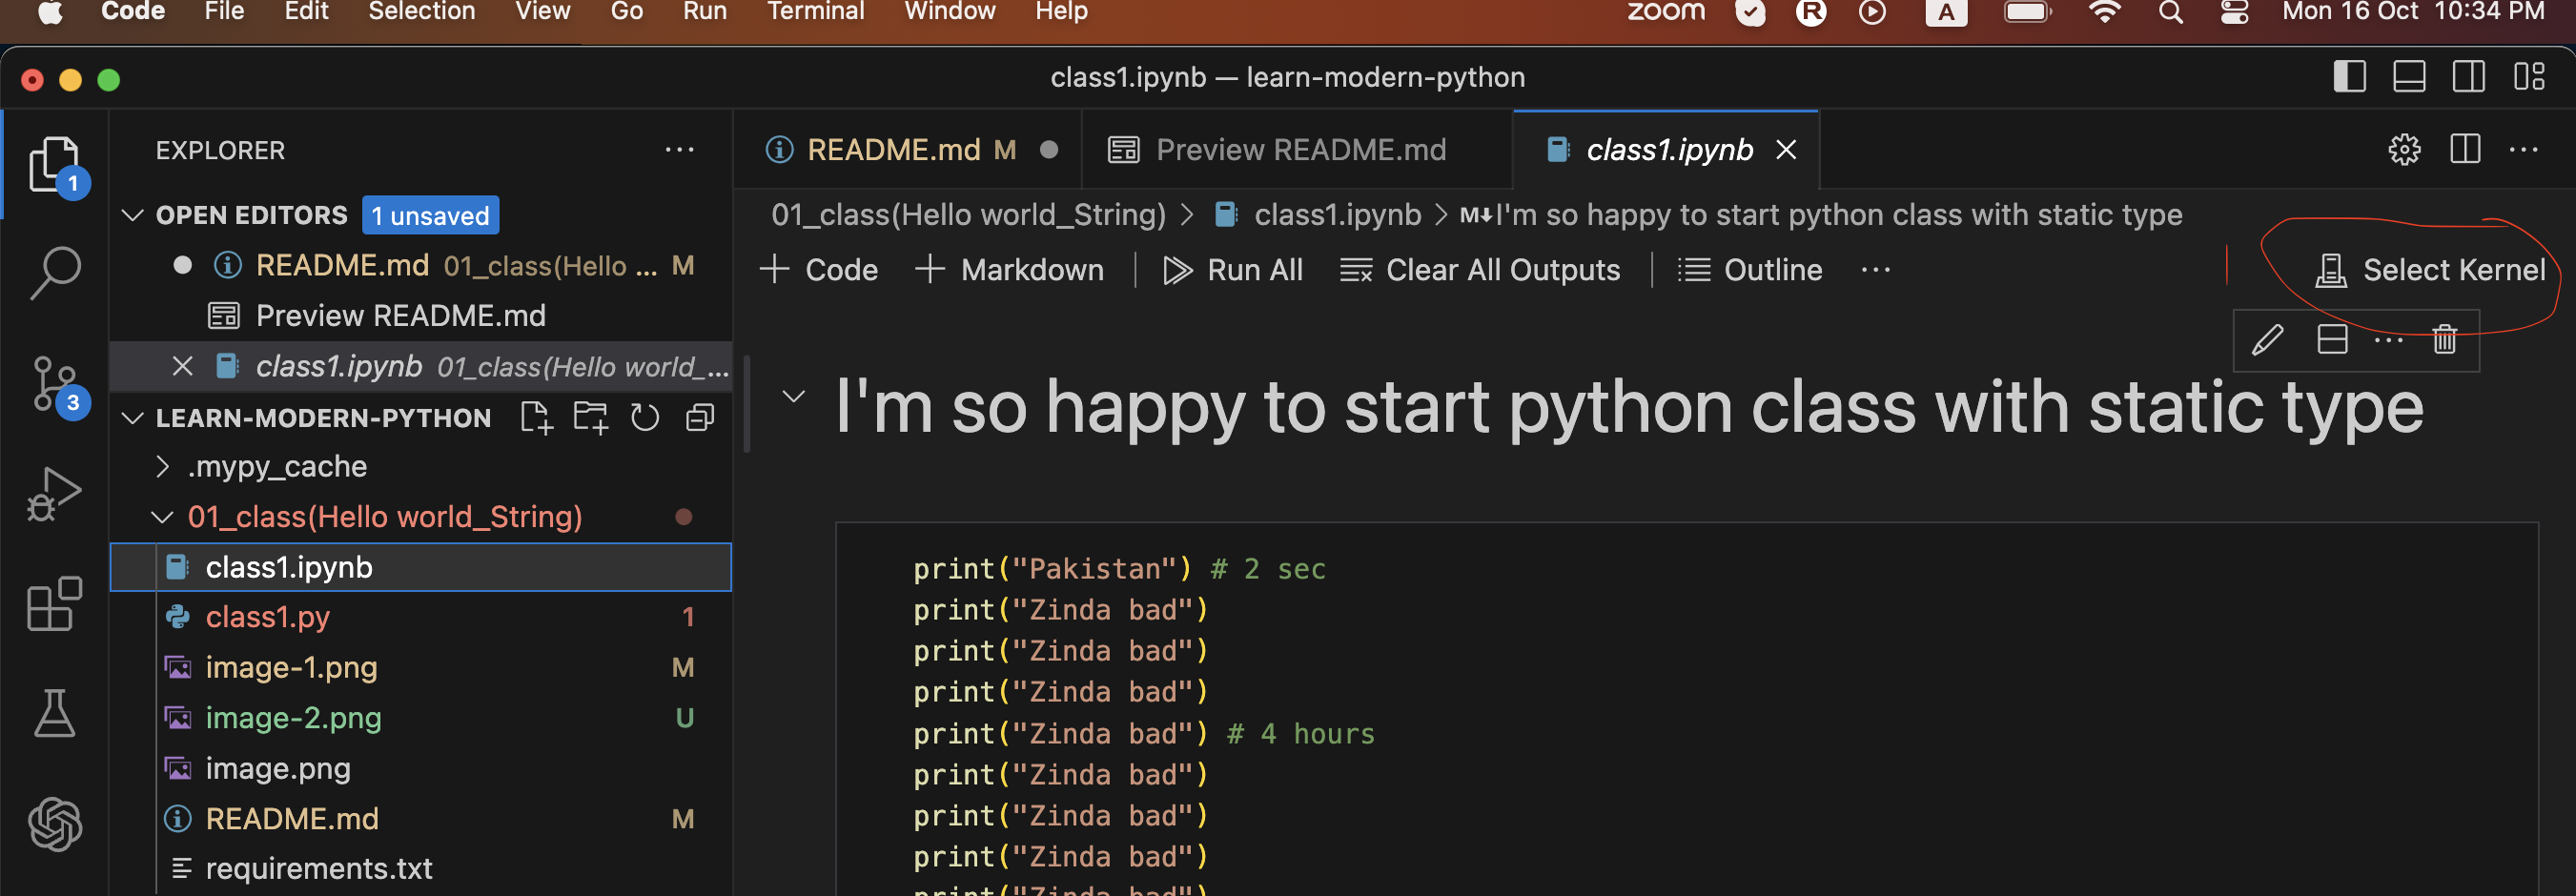 Code File Edit Selection View Go Run Terminal Window Help zoom R A Mon 16 Oct 10:34 PM
class1.ipynb — learn-modern-python
EXPLORER
OPEN EDITORS 1 unsaved
README.md 01_class(Hello ... M
Preview README.md
class1.ipynb 01_class(Hello world_...
LEARN-MODERN-PYTHON
.mypy_cache
01_class(Hello world_String)
class1.ipynb
class1.py 1
image-1.png M
image-2.png U
image.png
README.md M
requirements.txt
1
3
README.md M Preview README.md class1.ipynb
01_class(Hello world_String) > class1.ipynb > M↓I'm so happy to start python class with static type
+ Code + Markdown | Run All Clear All Outputs | Outline ... Select Kernel
I'm so happy to start python class with static type
print("Pakistan") # 2 sec
print("Zinda bad")
print("Zinda bad")
print("Zinda bad")
print("Zinda bad") # 4 hours
print("Zinda bad")
print("Zinda bad")
print("Zinda bad")
print("Zinda bad")